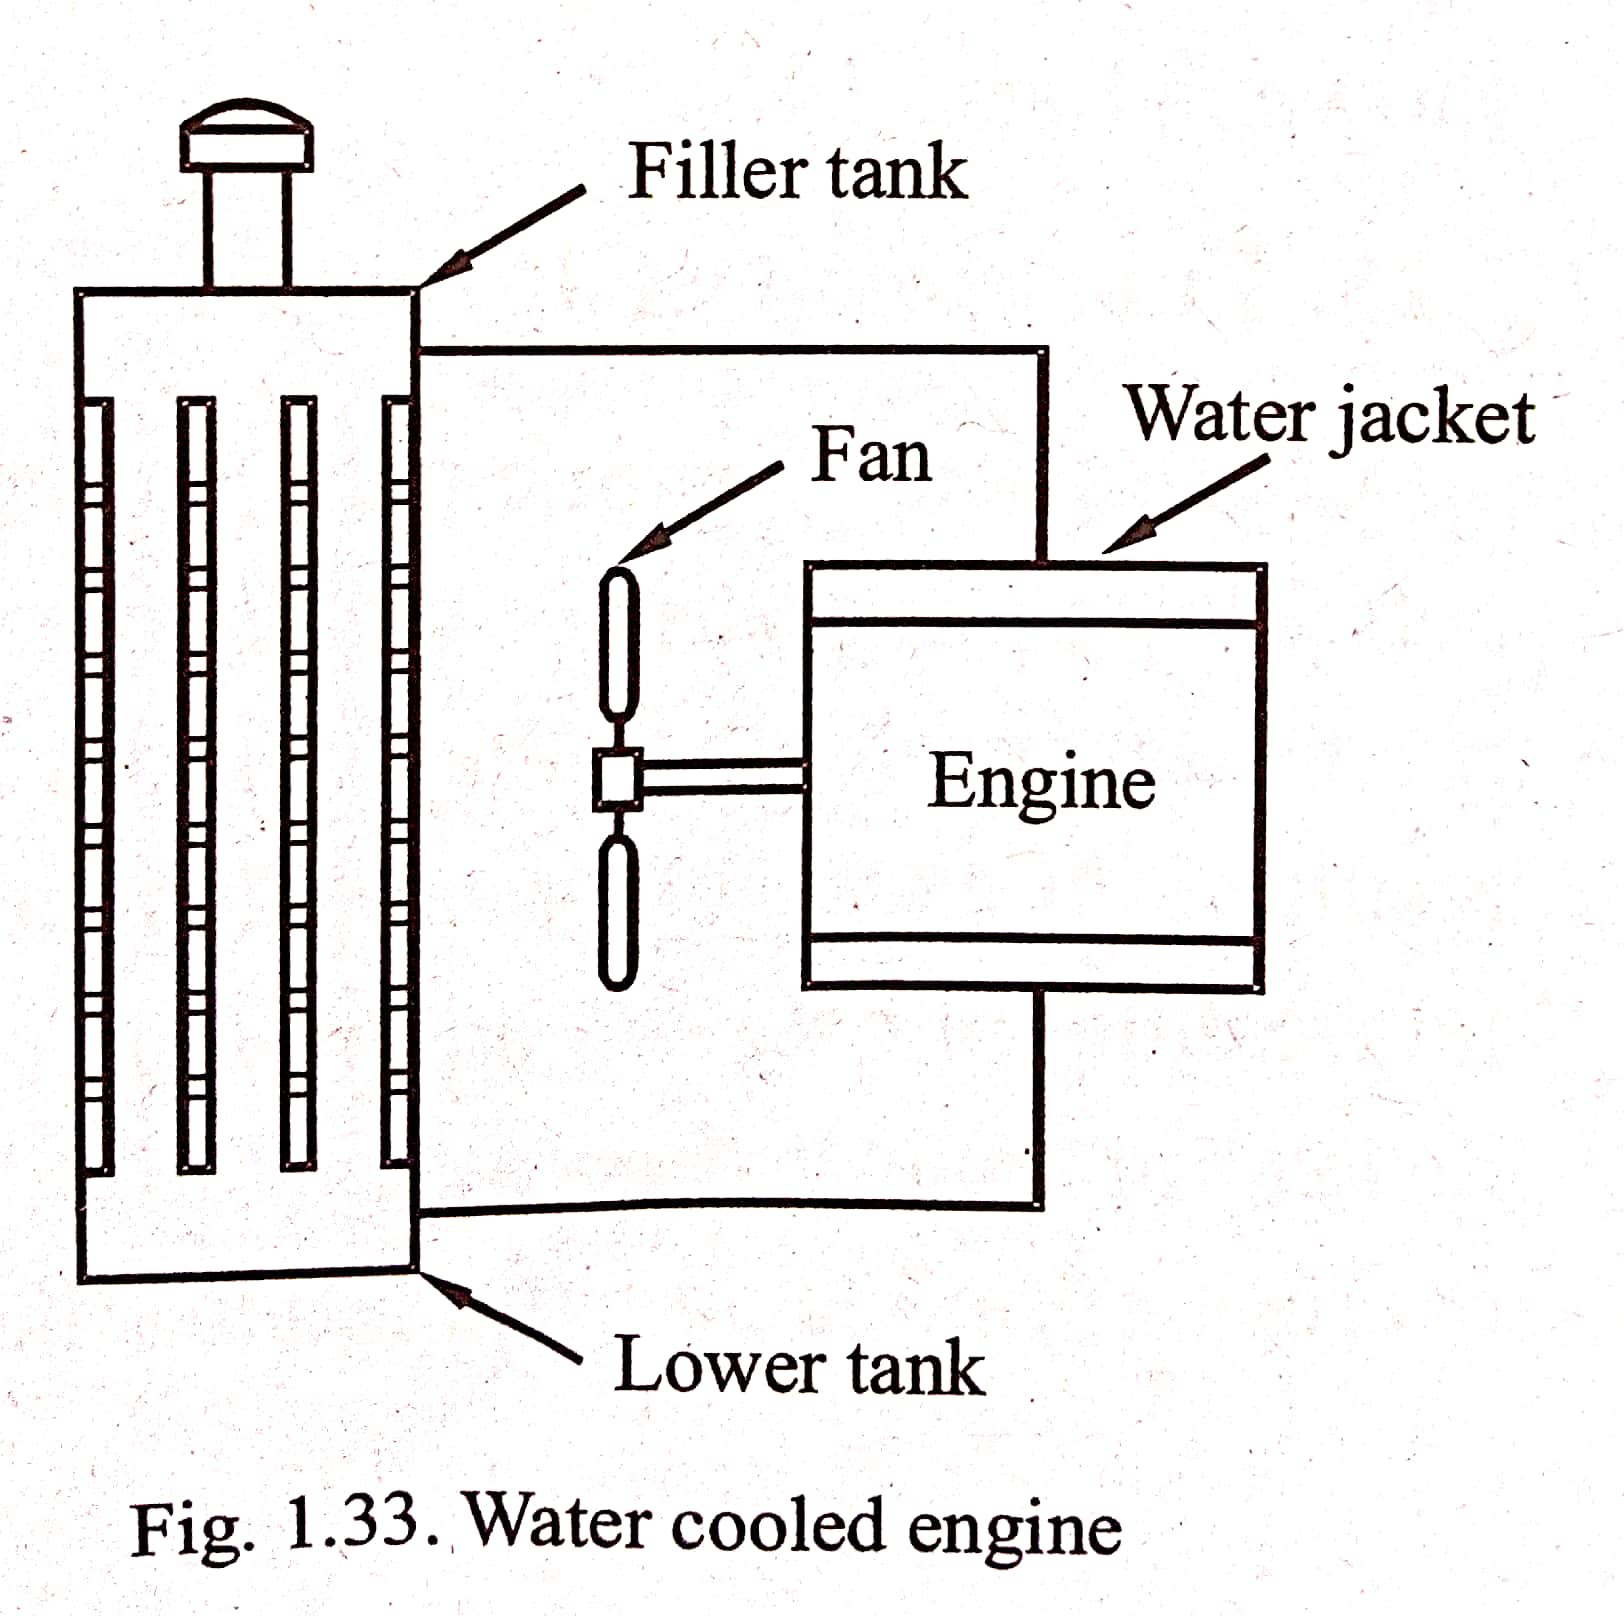 Filler tank
Water jacket
Fan
Engine
Lower tank
Fig. 1.33. Water cooled engine